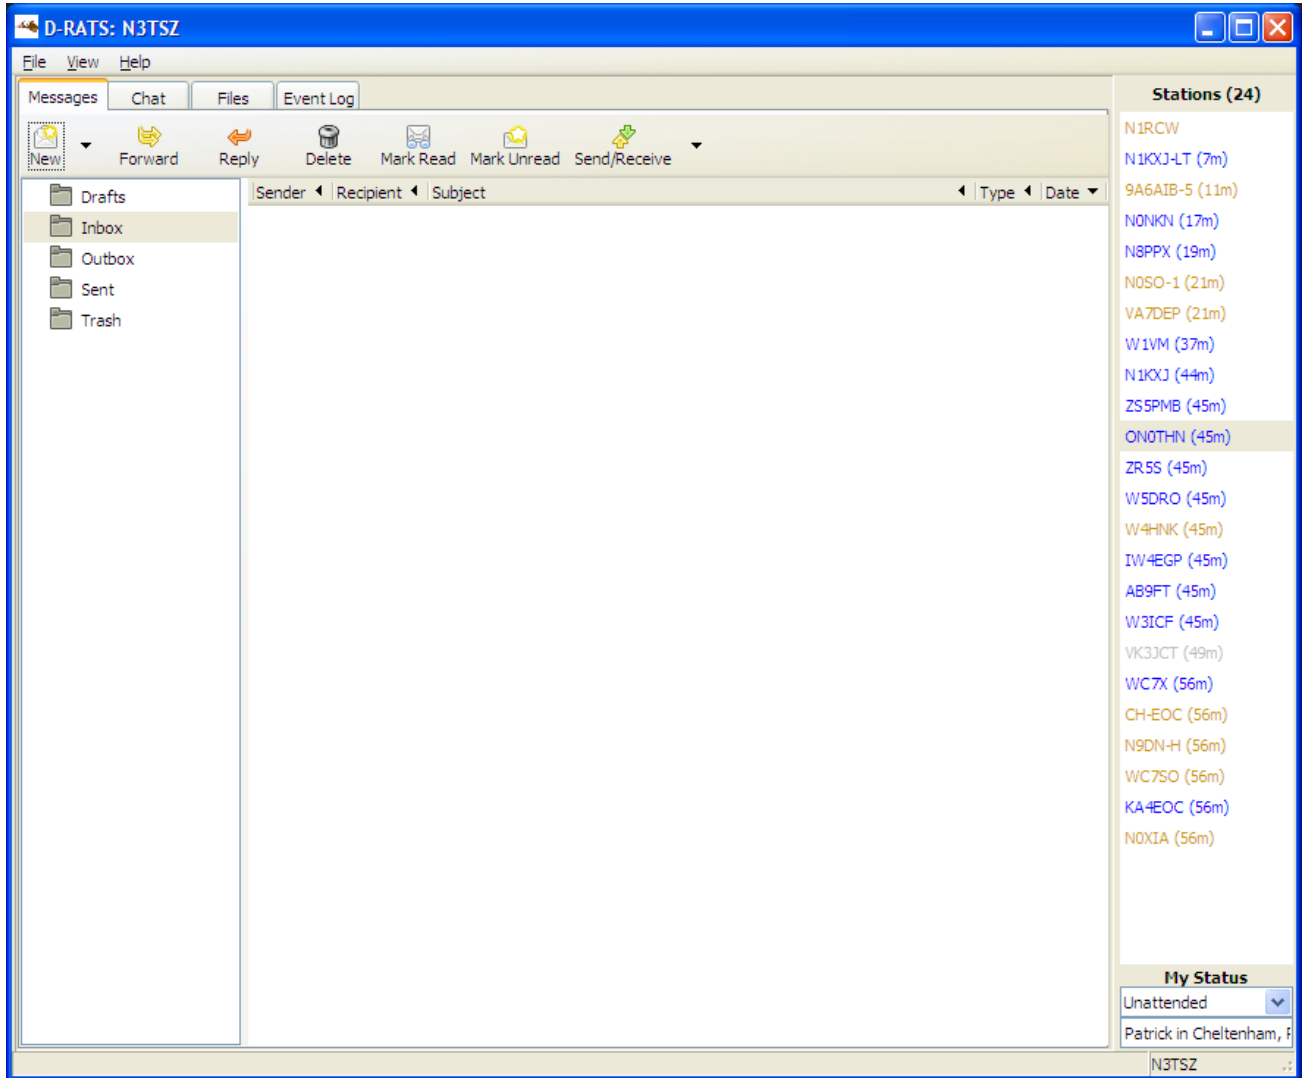 D-RATS: N3TSZ
File View Help
Messages Chat Files Event Log
New Forward Reply Delete Mark Read Mark Unread Send/Receive
Drafts
Inbox
Outbox
Sent
Trash
Sender Recipient Subject Type Date
Stations (24)
N1RCW
N1KXJ-LT (7m)
9A6AIB-5 (11m)
N0NKN (17m)
N8PPX (19m)
N0SO-1 (21m)
VA7DEP (21m)
W1VM (37m)
N1KXJ (44m)
ZS5PMB (45m)
ON0THN (45m)
ZR5S (45m)
W5DRO (45m)
W4HNK (45m)
IW4EGP (45m)
AB9FT (45m)
W3ICF (45m)
VK3JCT (49m)
WC7X (56m)
CH-EOC (56m)
N9DN-H (56m)
WC7SO (56m)
KA4EOC (56m)
N0XIA (56m)
My Status
Unattended
Patrick in Cheltenham,
N3TSZ